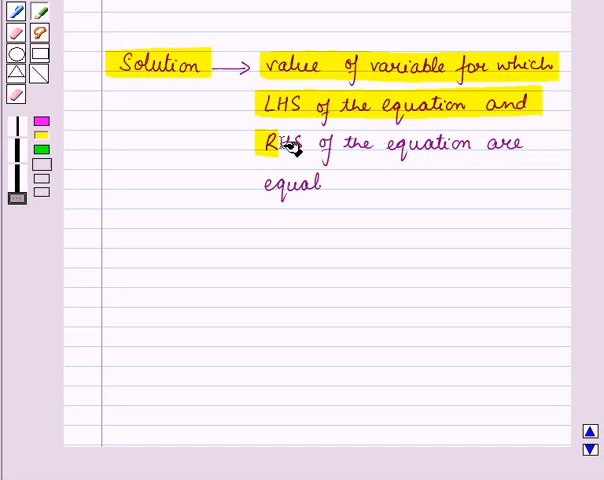 Solution → value of variable for which
LHS of the equation and
RHS of the equation are
equal